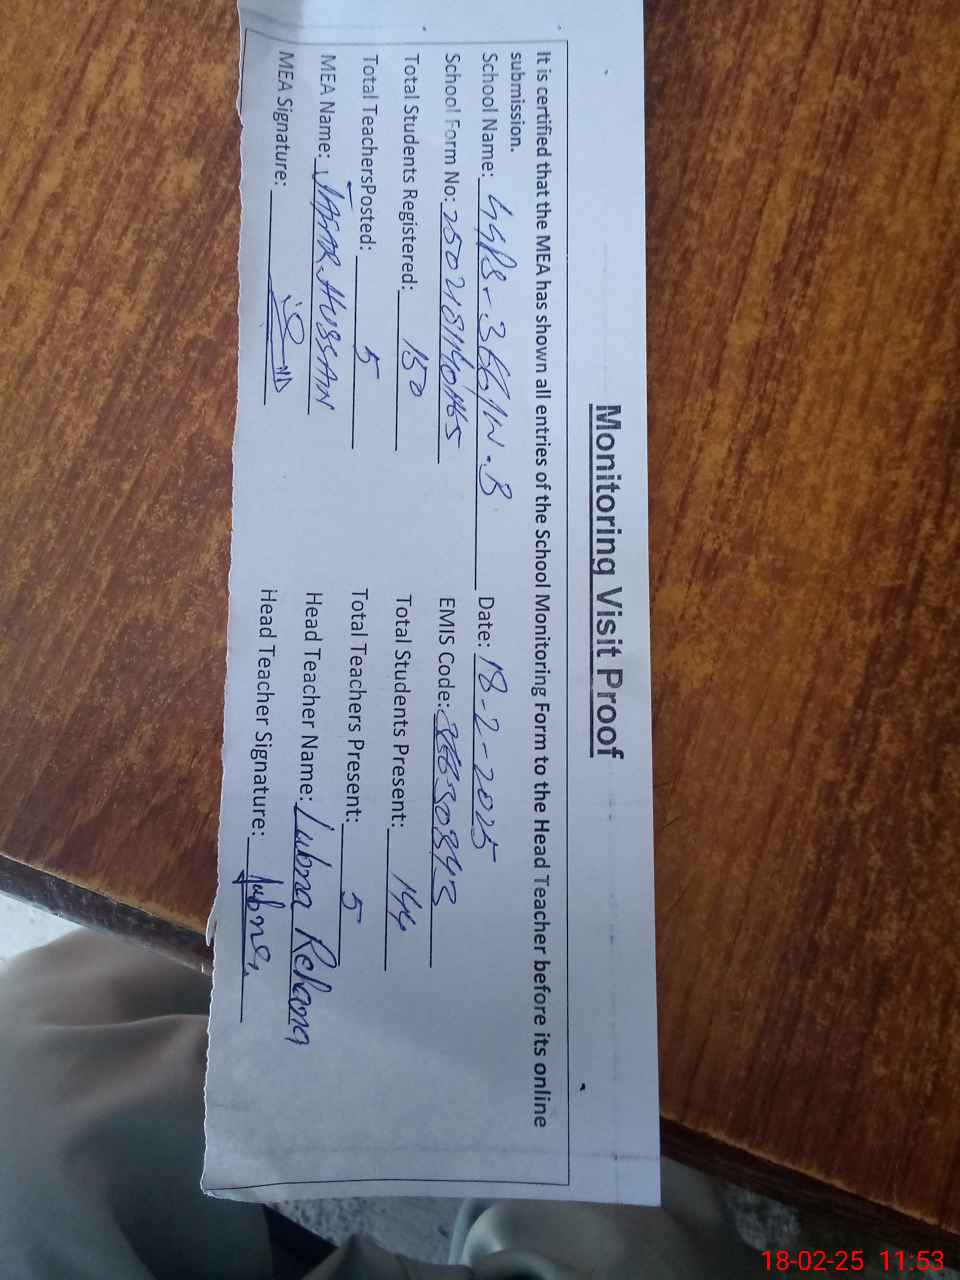 Monitoring Visit Proof
It is certified that the MEA has shown all entries of the School Monitoring Form to the Head Teacher before its online
submission.
School Name: GGPS-366/W.B Date: 18-2-2025
School Form No: EMIS Code:
Total Students Registered: 150 Total Students Present: 144
Total TeachersPosted: 5 Total Teachers Present: 5
MEA Name: HUSSAIN Head Teacher Name: Lubna Rehana
MEA Signature: Head Teacher Signature: Lubna
18-02-25 11:53